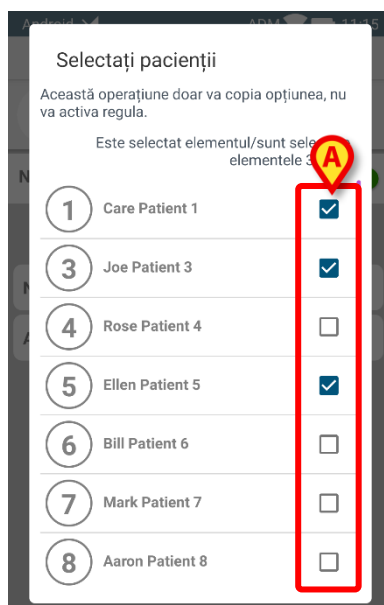 Android
ADM
11:15
Selectați pacienții
Această operațiune doar va copia opțiunea, nu
va activa regula.
Este selectat elementul/sunt
elementele 3
A
N
1 Care Patient 1
3 Joe Patient 3
4 Rose Patient 4
5 Ellen Patient 5
6 Bill Patient 6
7 Mark Patient 7
8 Aaron Patient 8